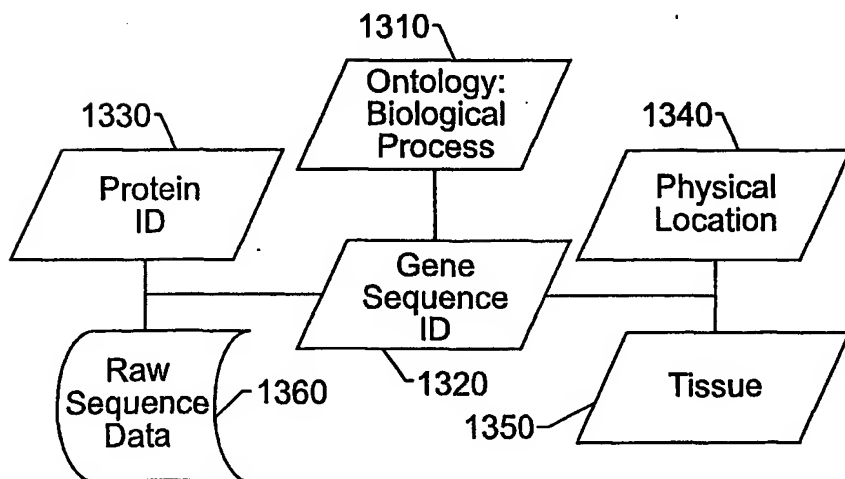 1310
Ontology:
Biological
Process
1330
Protein
ID
1340
Physical
Location
Gene
Sequence
ID
1320
Raw
Sequence
Data
1360
Tissue
1350